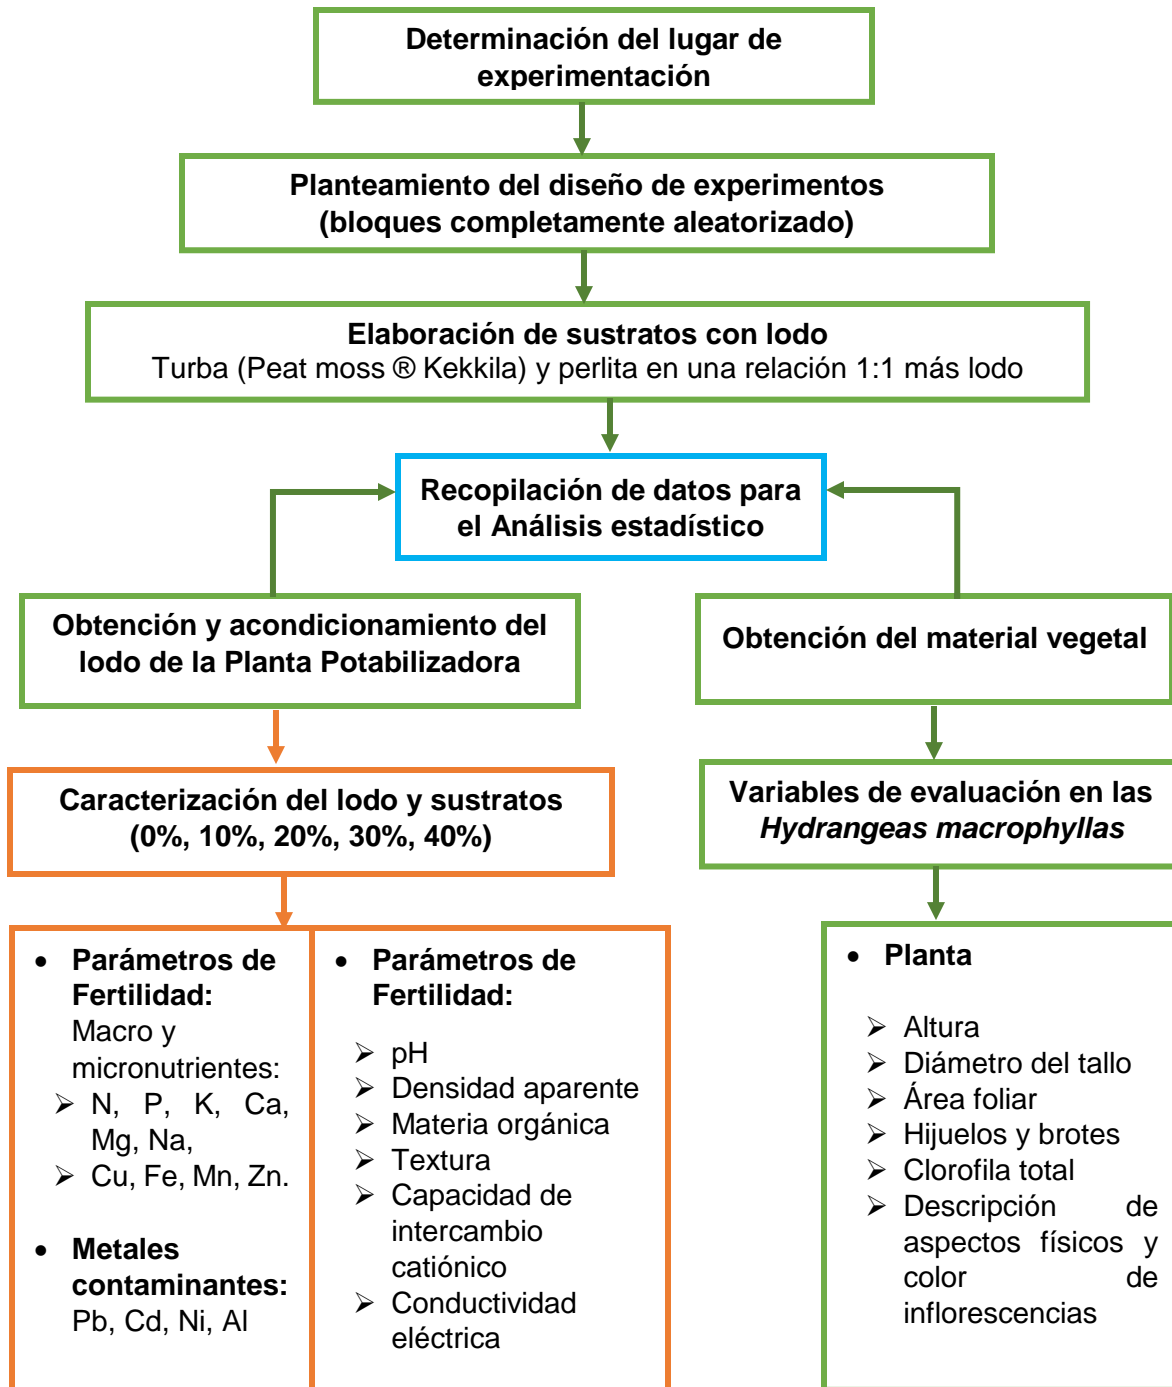 Determinación del lugar de
experimentación
Planteamiento del diseño de experimentos
(bloques completamente aleatorizado)
Elaboración de sustratos con lodo
Turba (Peat moss ® Kekkila) y perlita en una relación 1:1 más lodo
Recopilación de datos para
el Análisis estadístico
Obtención y acondicionamiento del
lodo de la Planta Potabilizadora
Obtención del material vegetal
Caracterización del lodo y sustratos
(0%, 10%, 20%, 30%, 40%)
Variables de evaluación en las
Hydrangeas macrophyllas
• Parámetros de
Fertilidad:
Macro y
micronutrientes:
➢ N, P, K, Ca,
Mg, Na,
➢ Cu, Fe, Mn, Zn.
• Metales
contaminantes:
Pb, Cd, Ni, Al
• Parámetros de
Fertilidad:
➢ pH
➢ Densidad aparente
➢ Materia orgánica
➢ Textura
➢ Capacidad de
intercambio
catiónico
➢ Conductividad
eléctrica
• Planta
➢ Altura
➢ Diámetro del tallo
➢ Área foliar
➢ Hijuelos y brotes
➢ Clorofila total
➢ Descripción de
aspectos físicos y
color de
inflorescencias